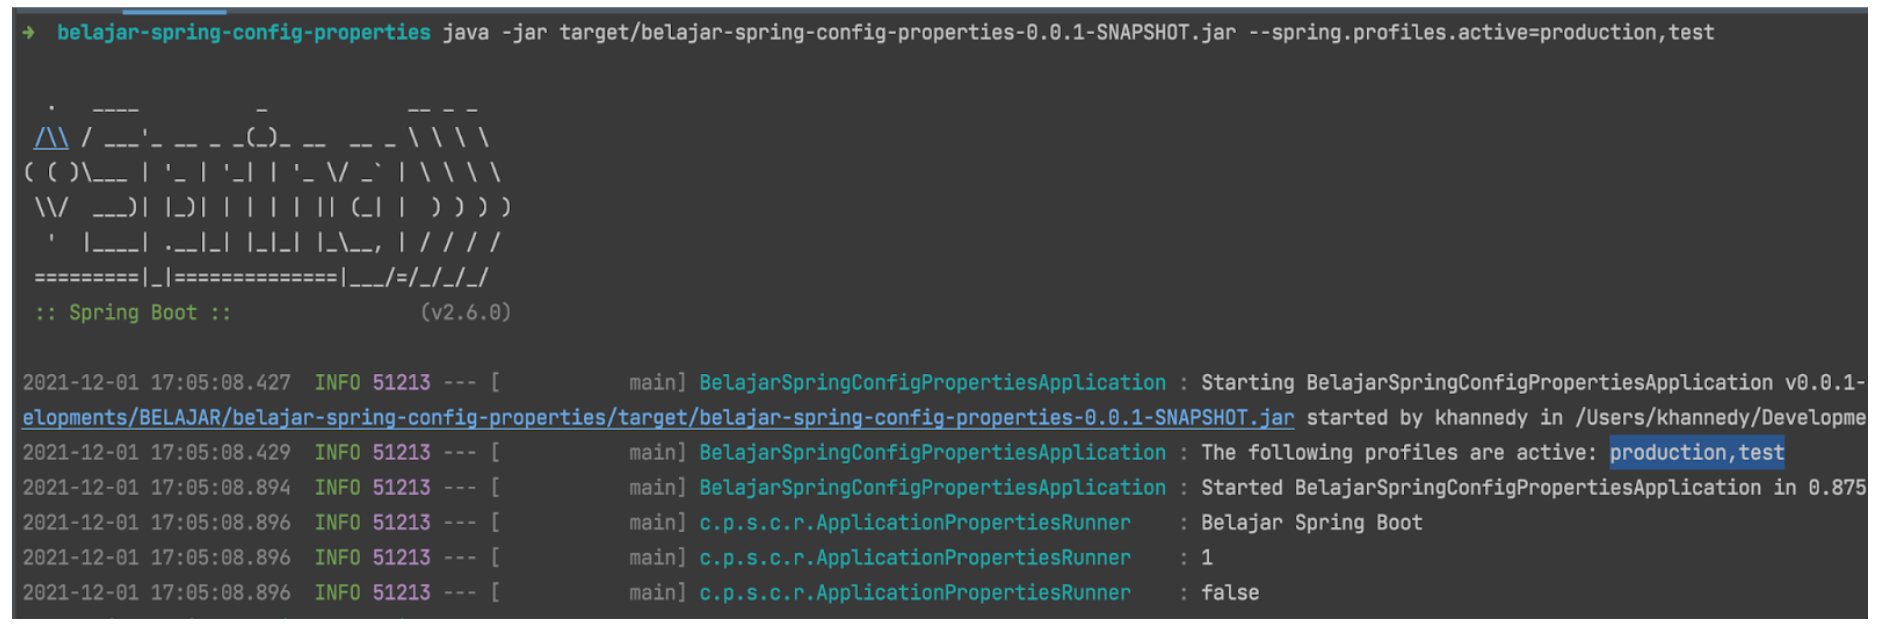 ➜  belajar-spring-config-properties java -jar target/belajar-spring-config-properties-0.0.1-SNAPSHOT.jar --spring.profiles.active=production,test
  .   ____          _            __ _ _
 /\\ / ___'_ __ _ _(_)_ __  __ _ \ \ \ \
( ( )\___ | '_ | '_| | '_ \/ _` | \ \ \ \
 \\/  ___)| |_)| | | | | || (_| |  ) ) ) )
  '  |____| .__|_| |_|_| |_\__, | / / / /
 =========|_|==============|___/=/_/_/_/
 :: Spring Boot ::                (v2.6.0)
2021-12-01 17:05:08.427  INFO 51213 --- [           main] BelajarSpringConfigPropertiesApplication : Starting BelajarSpringConfigPropertiesApplication v0.0.1-
elopments/BELAJAR/belajar-spring-config-properties/target/belajar-spring-config-properties-0.0.1-SNAPSHOT.jar started by khannedy in /Users/khannedy/Developme
2021-12-01 17:05:08.429  INFO 51213 --- [           main] BelajarSpringConfigPropertiesApplication : The following profiles are active: production,test
2021-12-01 17:05:08.894  INFO 51213 --- [           main] BelajarSpringConfigPropertiesApplication : Started BelajarSpringConfigPropertiesApplication in 0.875
2021-12-01 17:05:08.896  INFO 51213 --- [           main] c.p.s.c.r.ApplicationPropertiesRunner    : Belajar Spring Boot
2021-12-01 17:05:08.896  INFO 51213 --- [           main] c.p.s.c.r.ApplicationPropertiesRunner    : 1
2021-12-01 17:05:08.896  INFO 51213 --- [           main] c.p.s.c.r.ApplicationPropertiesRunner    : false